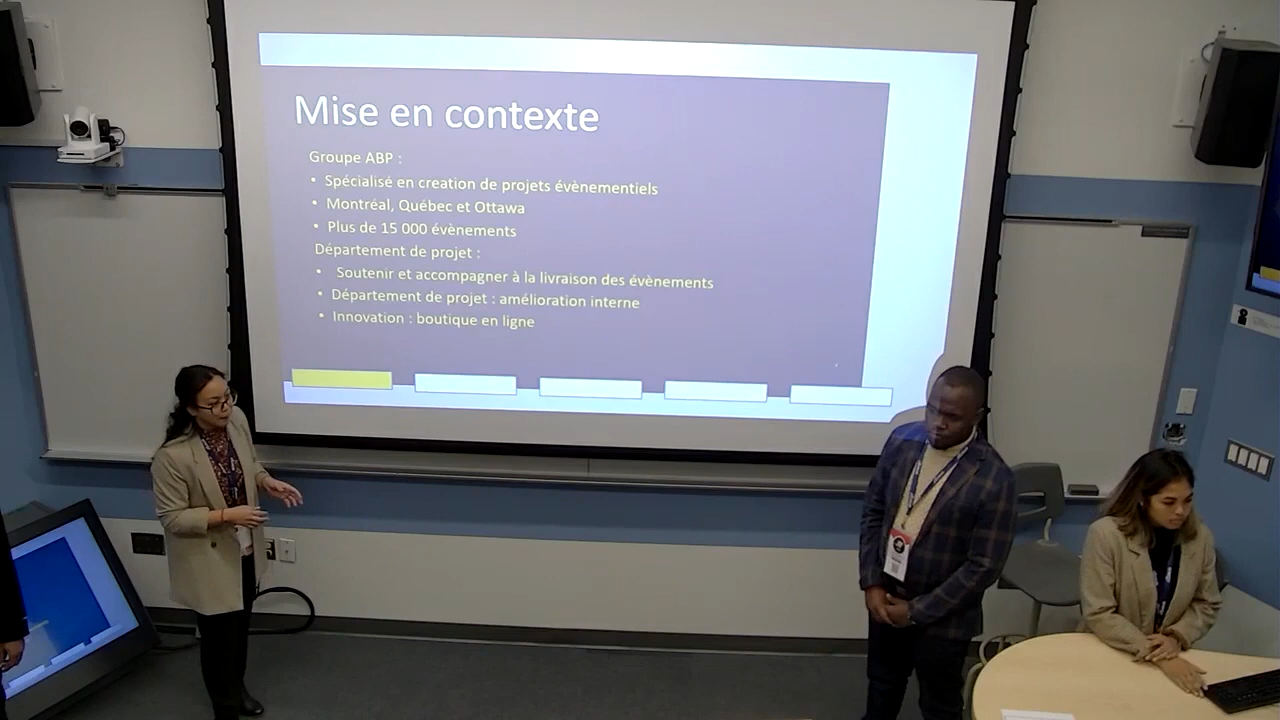 Mise en contexte
Groupe ABP :
• Spécialisé en creation de projets évènementiels
• Montréal, Québec et Ottawa
• Plus de 15 000 évènements
Département de projet :
• Soutenir et accompagner à la livraison des évènements
• Département de projet : amélioration interne
• Innovation : boutique en ligne